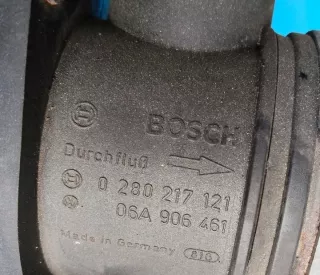 BOSCH
Durchfluß
0 280 217 121
06A 906 461
Made in Germany